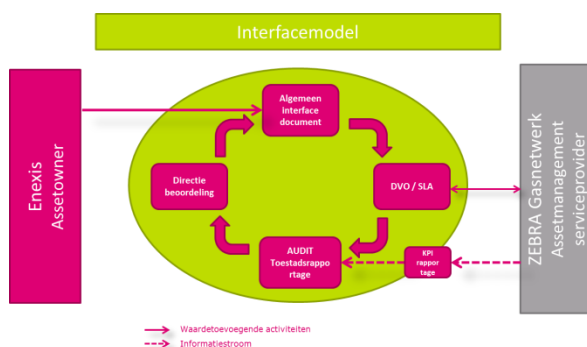 Interfacemodel
Enexis
Assetowner
Algemeen
interface
document
Directie
beoordeling
DVO / SLA
AUDIT
Toestadsrappo
rtage
KPI
rappor
tage
ZEBRA Gasnetwerk
Assetmanagement
serviceprovider
Waardetoevoegende activiteiten
Informatiestroom